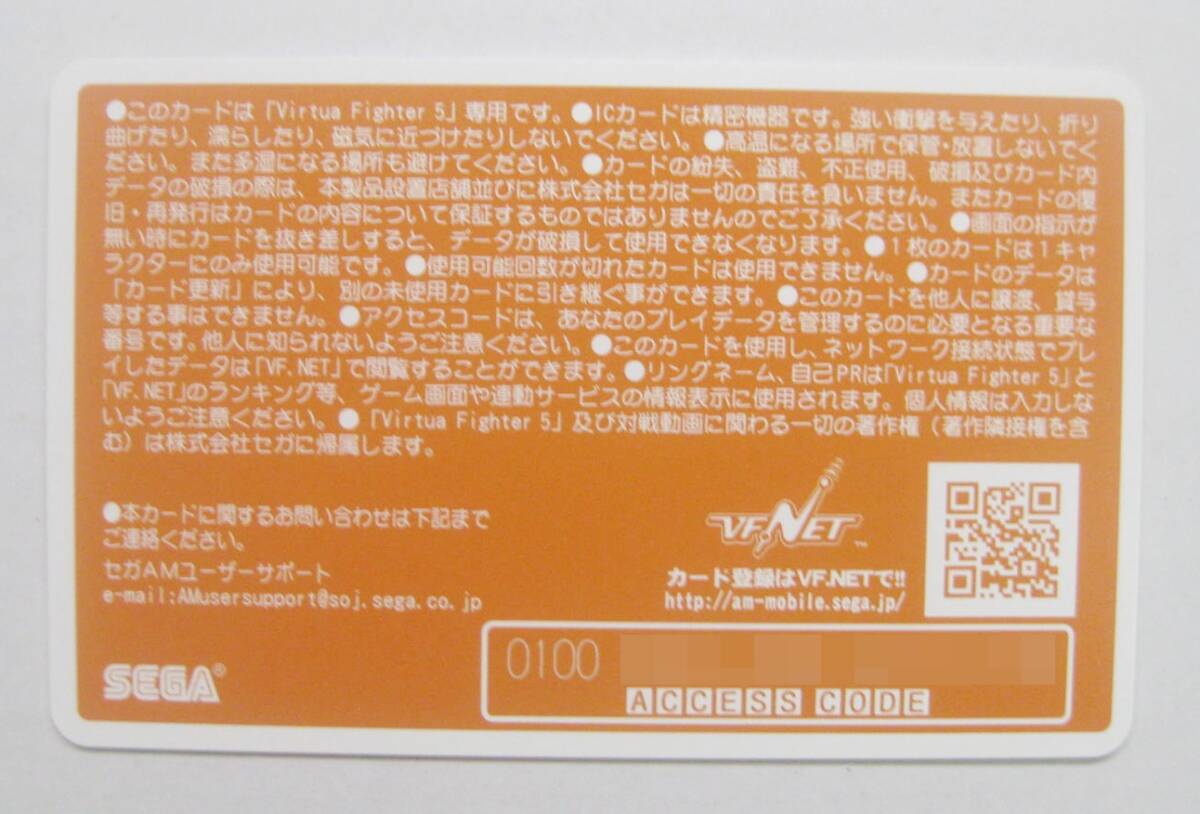 ●このカードは「Virtua Fighter 5」専用です。●ICカードは精密機器です。強い衝撃を与えたり、折り
曲げたり、濡らしたり、磁気に近づけたりしないでください。●高温になる場所で保管・放置しないでく
ださい。また多湿になる場所も避けてください。●カードの紛失、盗難、不正使用、破損及びカード内
データの破損の際は、本製品設置店舗並びに株式会社セガは一切の責任を負いません。またカードの復
旧・再発行はカードの内容について保証するものではありませんのでご了承ください。●画面の指示が
無い時にカードを抜き差しすると、データが破損して使用できなくなります。●1枚のカードは1キャ
ラクターにのみ使用可能です。●使用可能回数が切れたカードは使用できません。●カードのデータは
「カード更新」により、別の未使用カードに引き継ぐ事ができます。●このカードを他人に譲渡、貸与
等する事はできません。●アクセスコードは、あなたのプレイデータを管理するのに必要となる重要な
番号です。他人に知られないようご注意ください。●このカードを使用し、ネットワーク接続状態でプレ
イしたデータは「VF.NET」で閲覧することができます。●リングネーム、自己PRは「Virtua Fighter 5」と
「VF.NET」のランキング等、ゲーム画面や連動サービスの情報表示に使用されます。個人情報は入力しな
いようご注意ください。●「Virtua Fighter 5」及び対戦動画に関わる一切の著作権（著作隣接権を含
む）は株式会社セガに帰属します。
●本カードに関するお問い合わせは下記まで
ご連絡ください。
セガAMユーザーサポート
e-mail:AMusersupport@soj.sega.co.jp
VF.NET™
カード登録はVF.NETで!!
http://am-mobile.sega.jp/
SEGA®
0100
ACCESS CODE